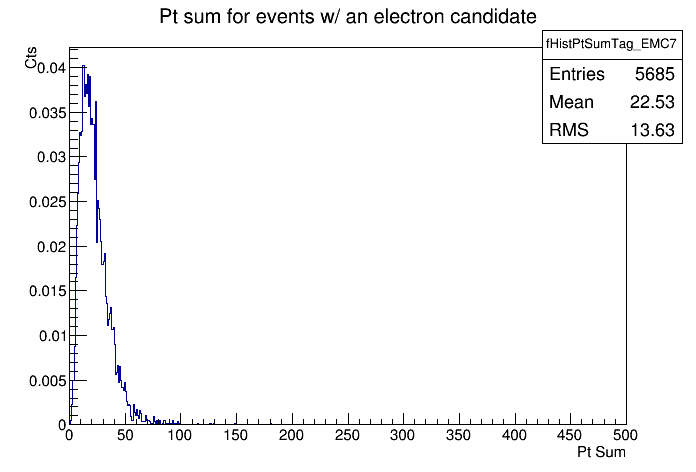 Pt sum for events w/ an electron candidate
fHistPtSumTag_EMC7
Entries 5685
Mean 22.53
RMS 13.63
Cts
0.04
0.035
0.03
0.025
0.02
0.015
0.01
0.005
0
0 50 100 150 200 250 300 350 400 450 500
Pt Sum